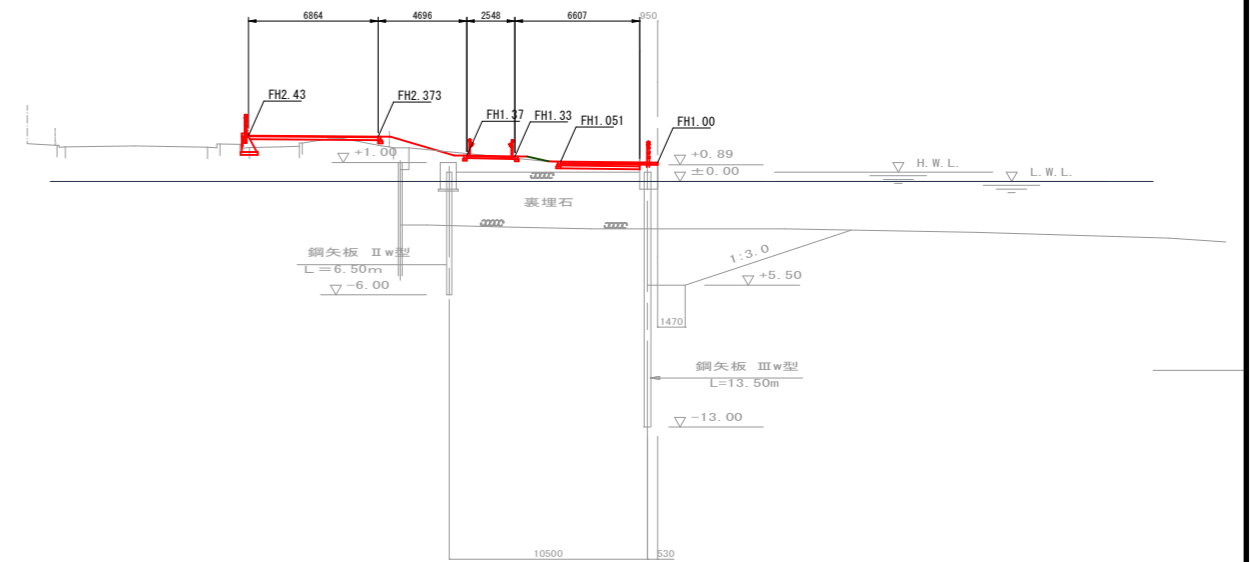 6864 4696 2548 6607 950
FH2.43
FH2.373
FH1.37
FH1.33
FH1.051
FH1.00
+1.00
+0.89
±0.00
H.W.L.
L.W.L.
裏埋石
鋼矢板 Ⅱw型
L=6.50m
-6.00
1:3.0
+5.50
1470
鋼矢板 Ⅲw型
L=13.50m
-13.00
10500 530